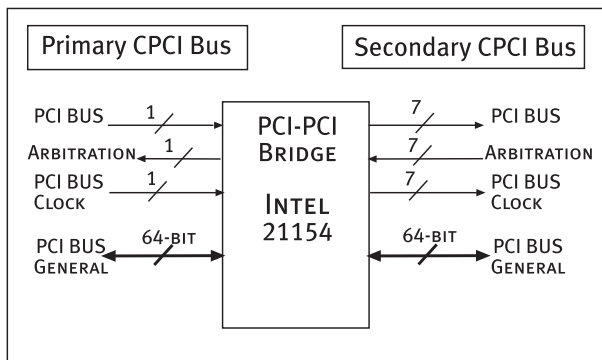 Primary CPCI Bus
Secondary CPCI Bus
PCI BUS
1
ARBITRATION
1
PCI BUS
CLOCK
1
PCI BUS
GENERAL
64-BIT
PCI-PCI
BRIDGE
INTEL
21154
7
PCI BUS
7
ARBITRATION
7
PCI BUS
CLOCK
64-BIT
PCI BUS
GENERAL